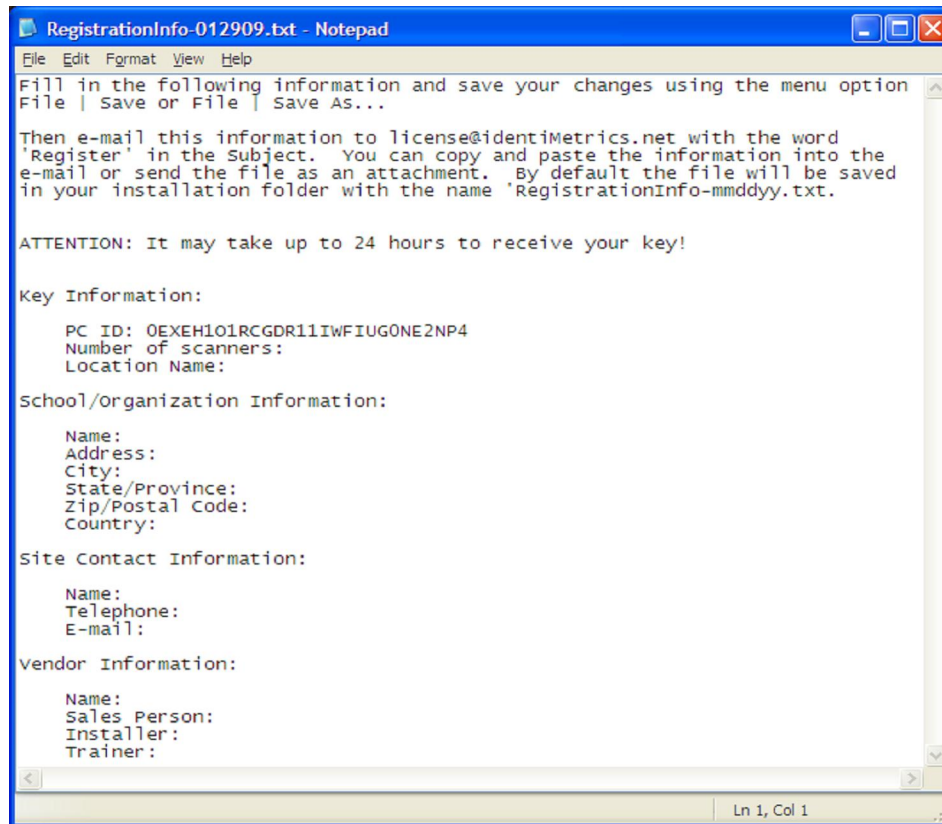 RegistrationInfo-012909.txt - Notepad
File Edit Format View Help
Fill in the following information and save your changes using the menu option
File | Save or File | Save As...
Then e-mail this information to license@identiMetrics.net with the word
'Register' in the Subject.  You can copy and paste the information into the
e-mail or send the file as an attachment.  By default the file will be saved
in your installation folder with the name 'RegistrationInfo-mmddyy.txt.
ATTENTION: It may take up to 24 hours to receive your key!
Key Information:
PC ID: 0EXEH1O1RCGDR11IWFIUG0NE2NP4
Number of scanners:
Location Name:
School/Organization Information:
Name:
Address:
City:
State/Province:
Zip/Postal Code:
Country:
Site Contact Information:
Name:
Telephone:
E-mail:
Vendor Information:
Name:
Sales Person:
Installer:
Trainer:
Ln 1, Col 1